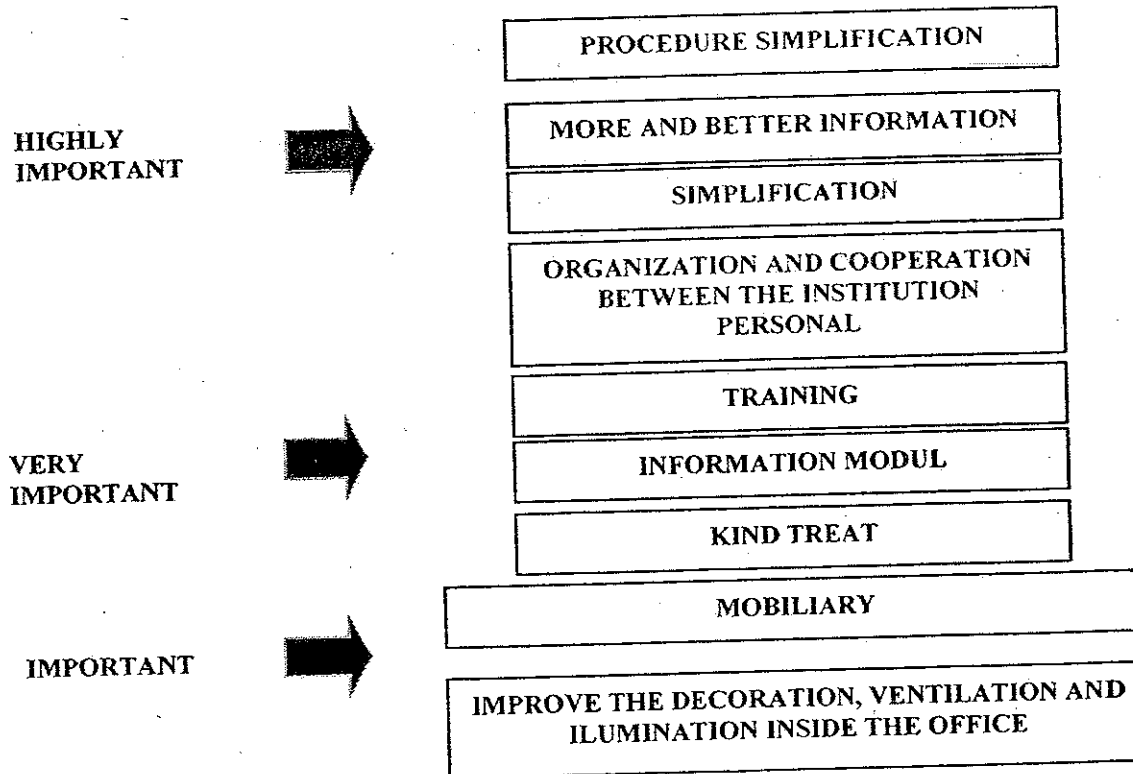 PROCEDURE SIMPLIFICATION
HIGHLY
IMPORTANT
MORE AND BETTER INFORMATION
SIMPLIFICATION
ORGANIZATION AND COOPERATION
BETWEEN THE INSTITUTION
PERSONAL
TRAINING
VERY
IMPORTANT
INFORMATION MODUL
KIND TREAT
MOBILIARY
IMPORTANT
IMPROVE THE DECORATION, VENTILATION AND
ILUMINATION INSIDE THE OFFICE